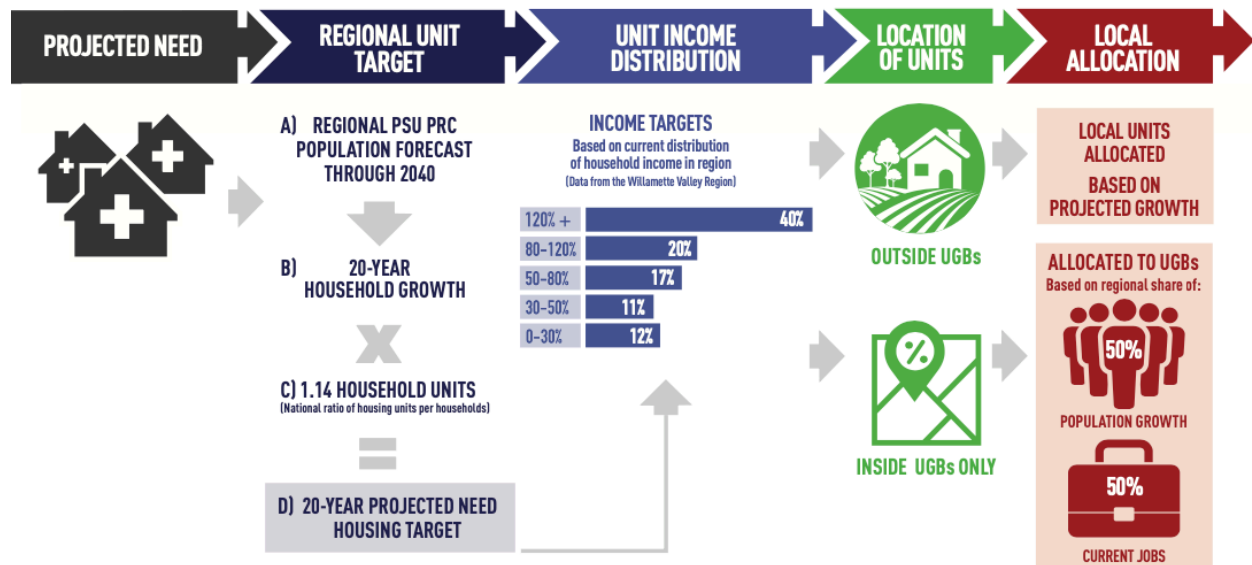 PROJECTED NEED
REGIONAL UNIT
TARGET
UNIT INCOME
DISTRIBUTION
LOCATION
OF UNITS
LOCAL
ALLOCATION
A) REGIONAL PSU PRC
POPULATION FORECAST
THROUGH 2040
B) 20-YEAR
HOUSEHOLD GROWTH
C) 1.14 HOUSEHOLD UNITS
(National ratio of housing units per households)
D) 20-YEAR PROJECTED NEED
HOUSING TARGET
INCOME TARGETS
Based on current distribution
of household income in region
(Data from the Willamette Valley Region)
120% + 40%
80-120% 20%
50-80% 17%
30-50% 11%
0-30% 12%
OUTSIDE UGBs
%
INSIDE UGBs ONLY
LOCAL UNITS
ALLOCATED
BASED ON
PROJECTED GROWTH
ALLOCATED TO UGBs
Based on regional share of:
50%
POPULATION GROWTH
50%
CURRENT JOBS